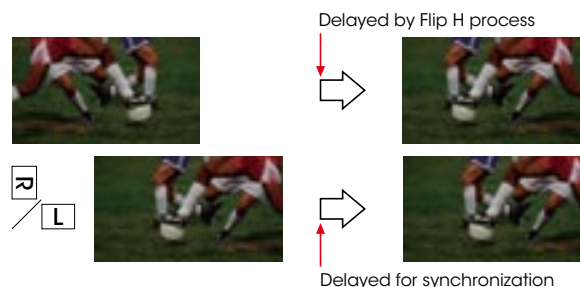 Delayed by Flip H process
R
L
Delayed for synchronization